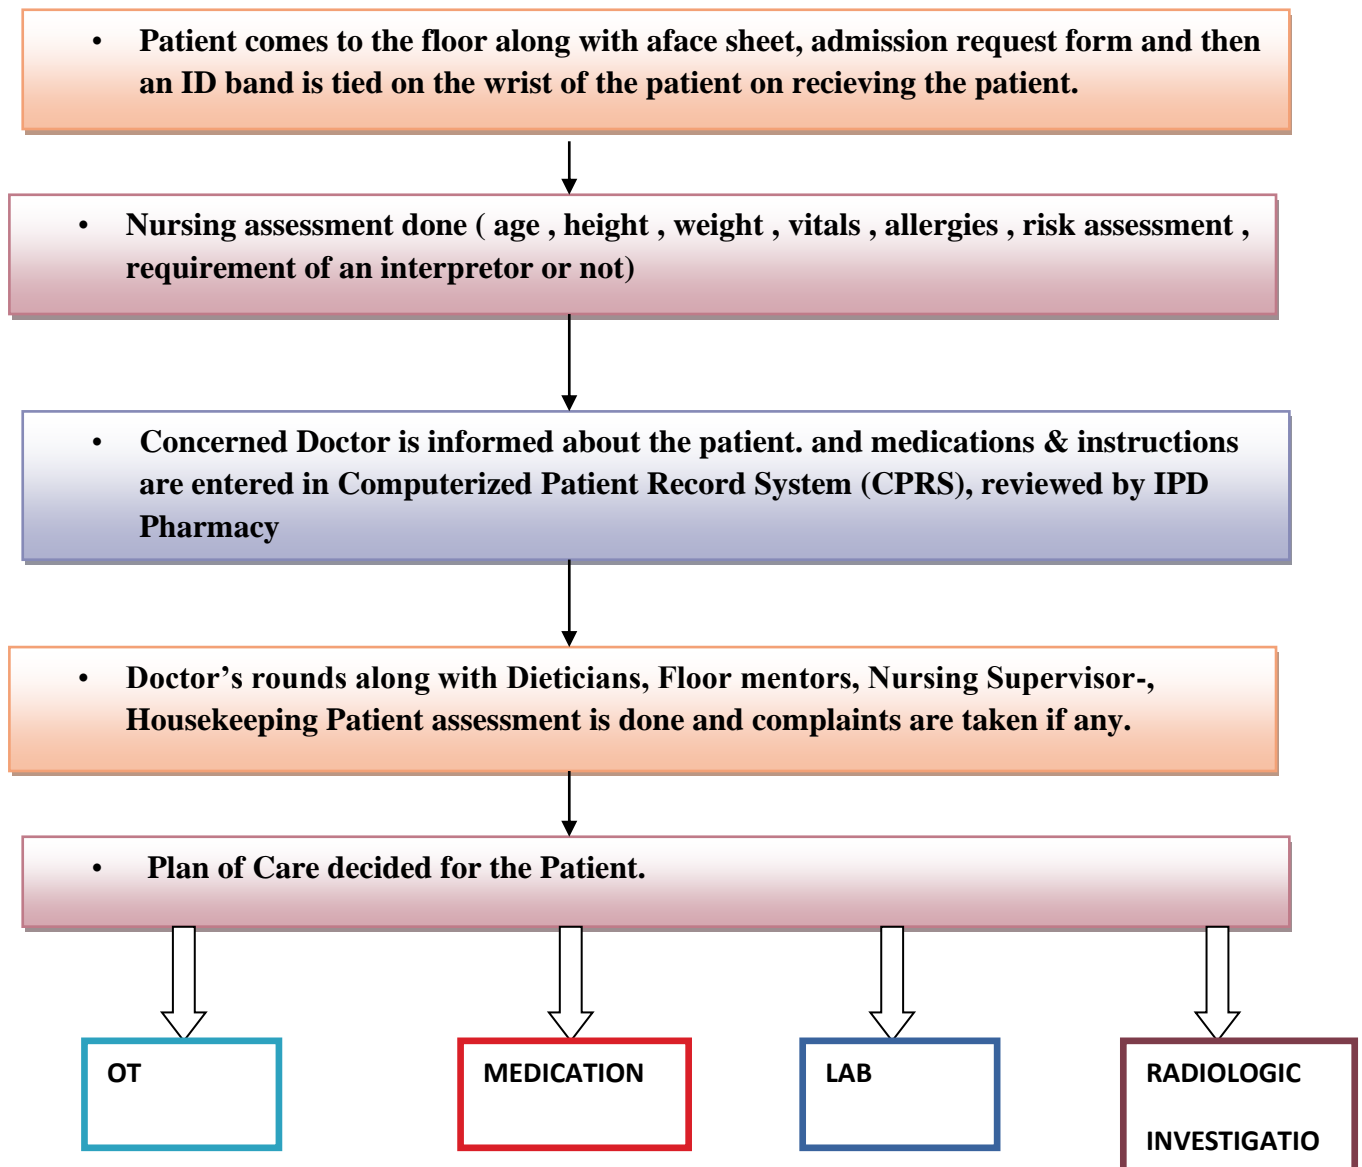 • Patient comes to the floor along with aface sheet, admission request form and then
an ID band is tied on the wrist of the patient on recieving the patient.
• Nursing assessment done ( age , height , weight , vitals , allergies , risk assessment ,
requirement of an interpretor or not)
• Concerned Doctor is informed about the patient. and medications & instructions
are entered in Computerized Patient Record System (CPRS), reviewed by IPD
Pharmacy
• Doctor’s rounds along with Dieticians, Floor mentors, Nursing Supervisor-,
Housekeeping Patient assessment is done and complaints are taken if any.
• Plan of Care decided for the Patient.
OT
MEDICATION
LAB
RADIOLOGIC
INVESTIGATIO